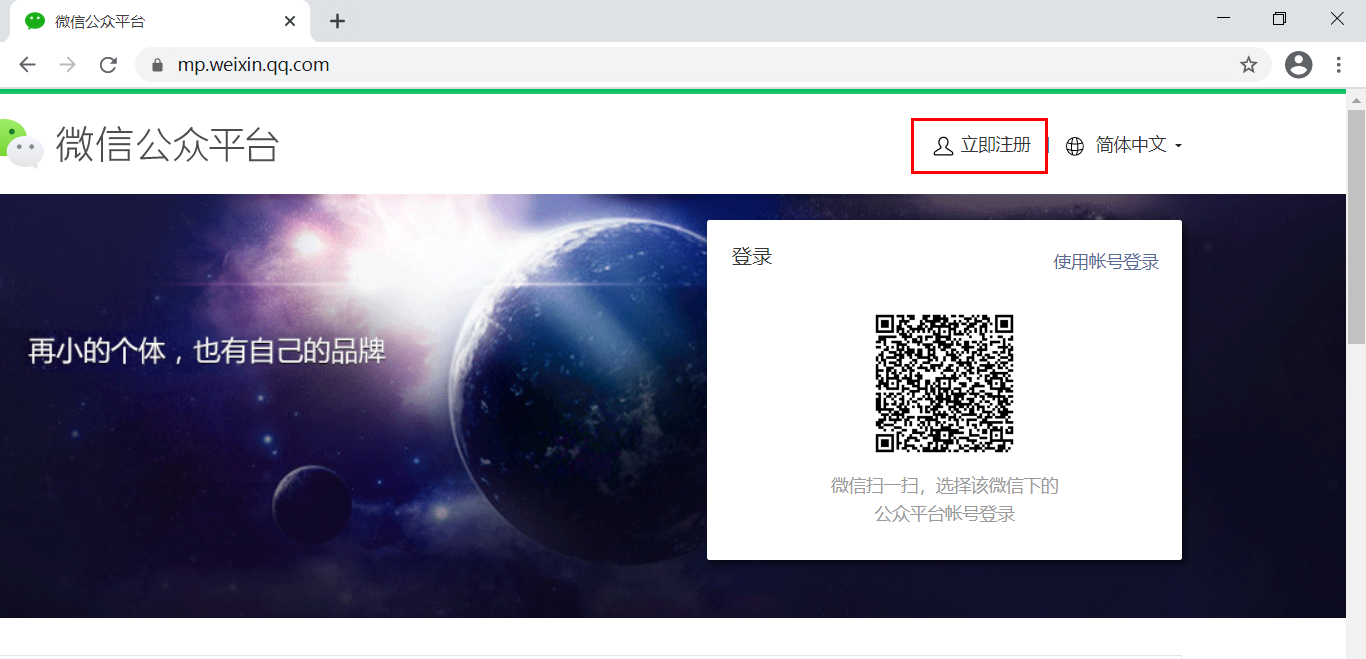 微信公众平台
mp.weixin.qq.com
微信公众平台
立即注册
简体中文
登录
使用帐号登录
再小的个体，也有自己的品牌
微信扫一扫，选择该微信下的
公众平台帐号登录